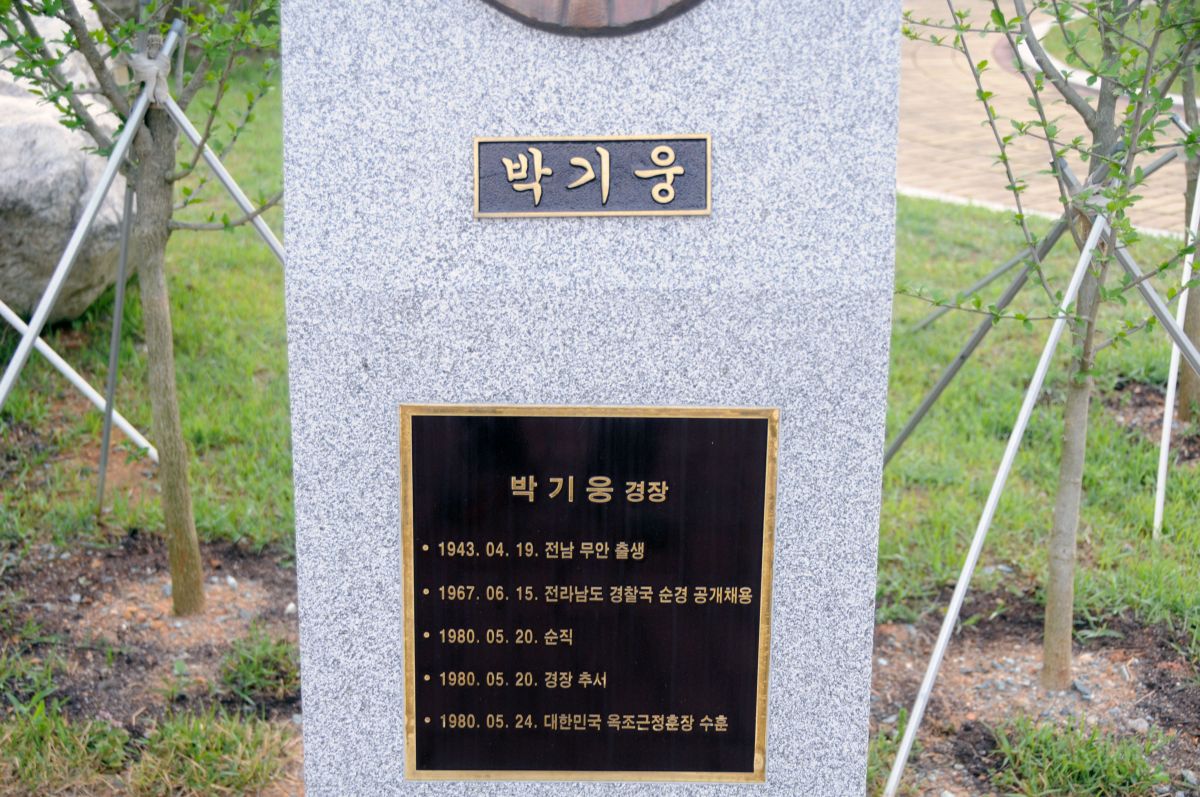 박기웅
박 기 웅 경장
• 1943. 04. 19. 전남 무안 출생
• 1967. 06. 15. 전라남도 경찰국 순경 공개채용
• 1980. 05. 20. 순직
• 1980. 05. 20. 경장 추서
• 1980. 05. 24. 대한민국 옥조근정훈장 수훈